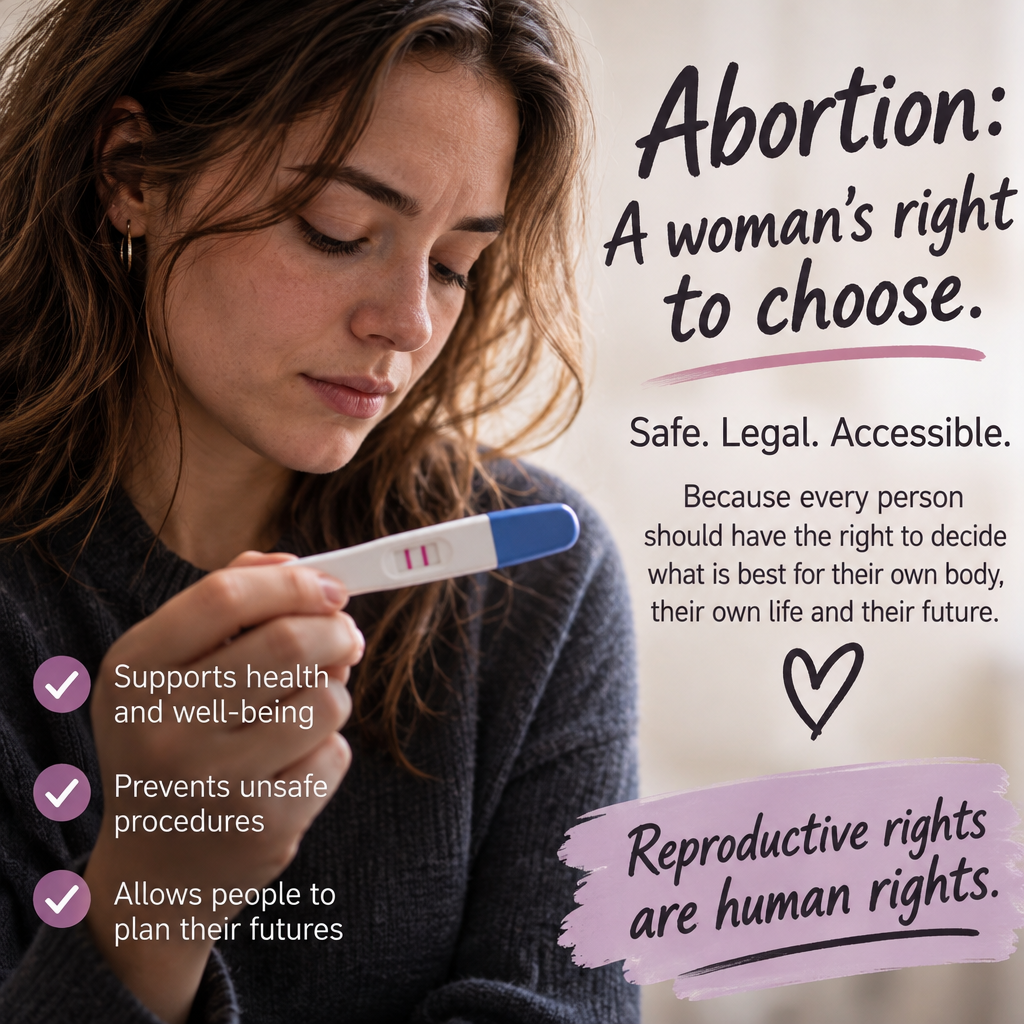 Abortion:
A woman's right
to choose.
Safe. Legal. Accessible.
Because every person
should have the right to decide
what is best for their own body,
their own life and their future.
Supports health
and well-being
Prevents unsafe
procedures
Allows people to
plan their futures
Reproductive rights
are human rights.